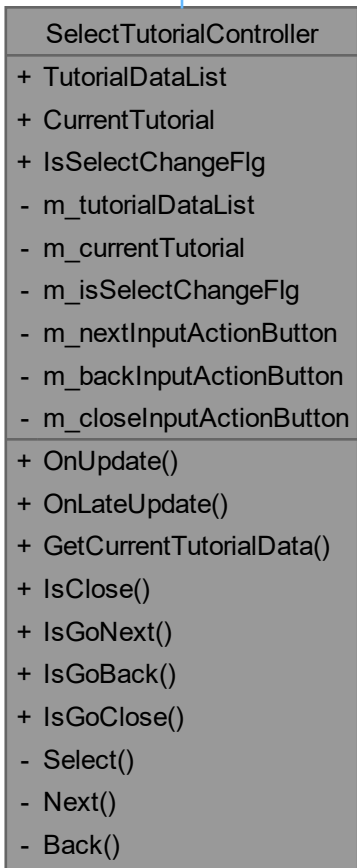 SelectTutorialController
+ TutorialDataList
+ CurrentTutorial
+ IsSelectChangeFlg
- m_tutorialDataList
- m_currentTutorial
- m_isSelectChangeFlg
- m_nextInputActionButton
- m_backInputActionButton
- m_closeInputActionButton
+ OnUpdate()
+ OnLateUpdate()
+ GetCurrentTutorialData()
+ IsClose()
+ IsGoNext()
+ IsGoBack()
+ IsGoClose()
- Select()
- Next()
- Back()